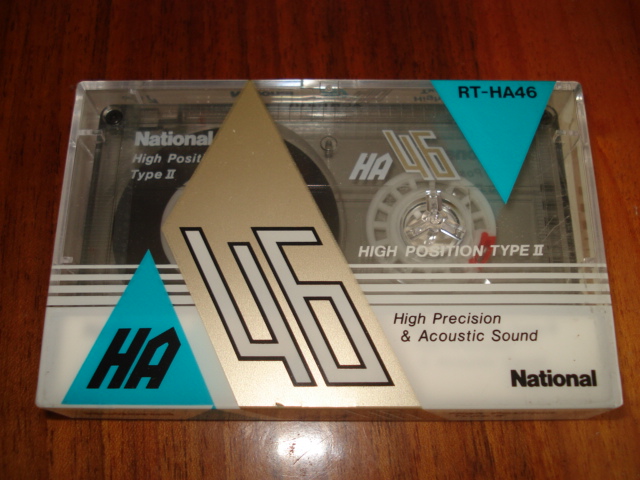 RT-HA46
National
High Position
Type II
HA 46
HIGH POSITION TYPE II
46
HA
High Precision
& Acoustic Sound
National